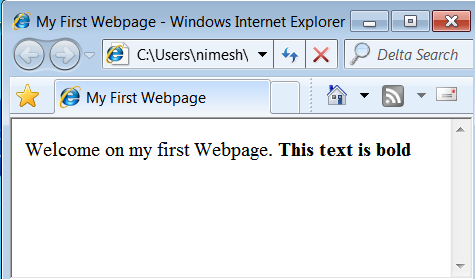 My First Webpage - Windows Internet Explorer
C:\Users\nimesh\
Delta Search
My First Webpage
Welcome on my first Webpage. This text is bold